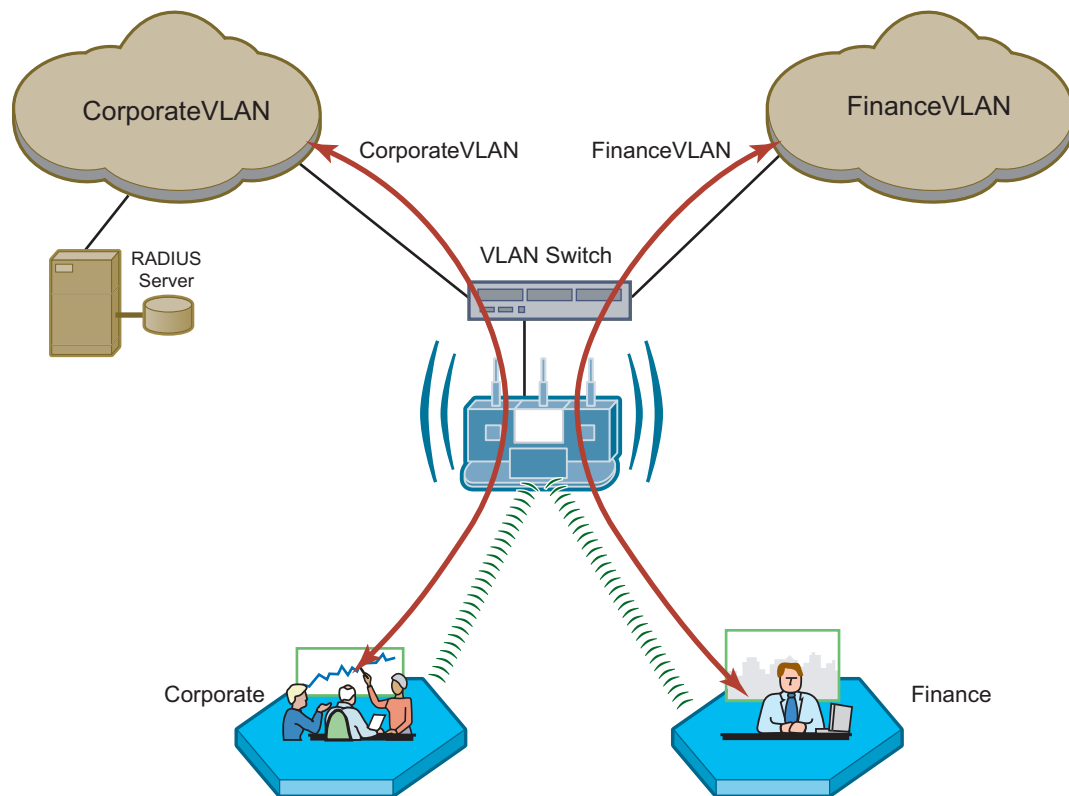 CorporateVLAN
FinanceVLAN
CorporateVLAN
FinanceVLAN
VLAN Switch
RADIUS
Server
Corporate
Finance